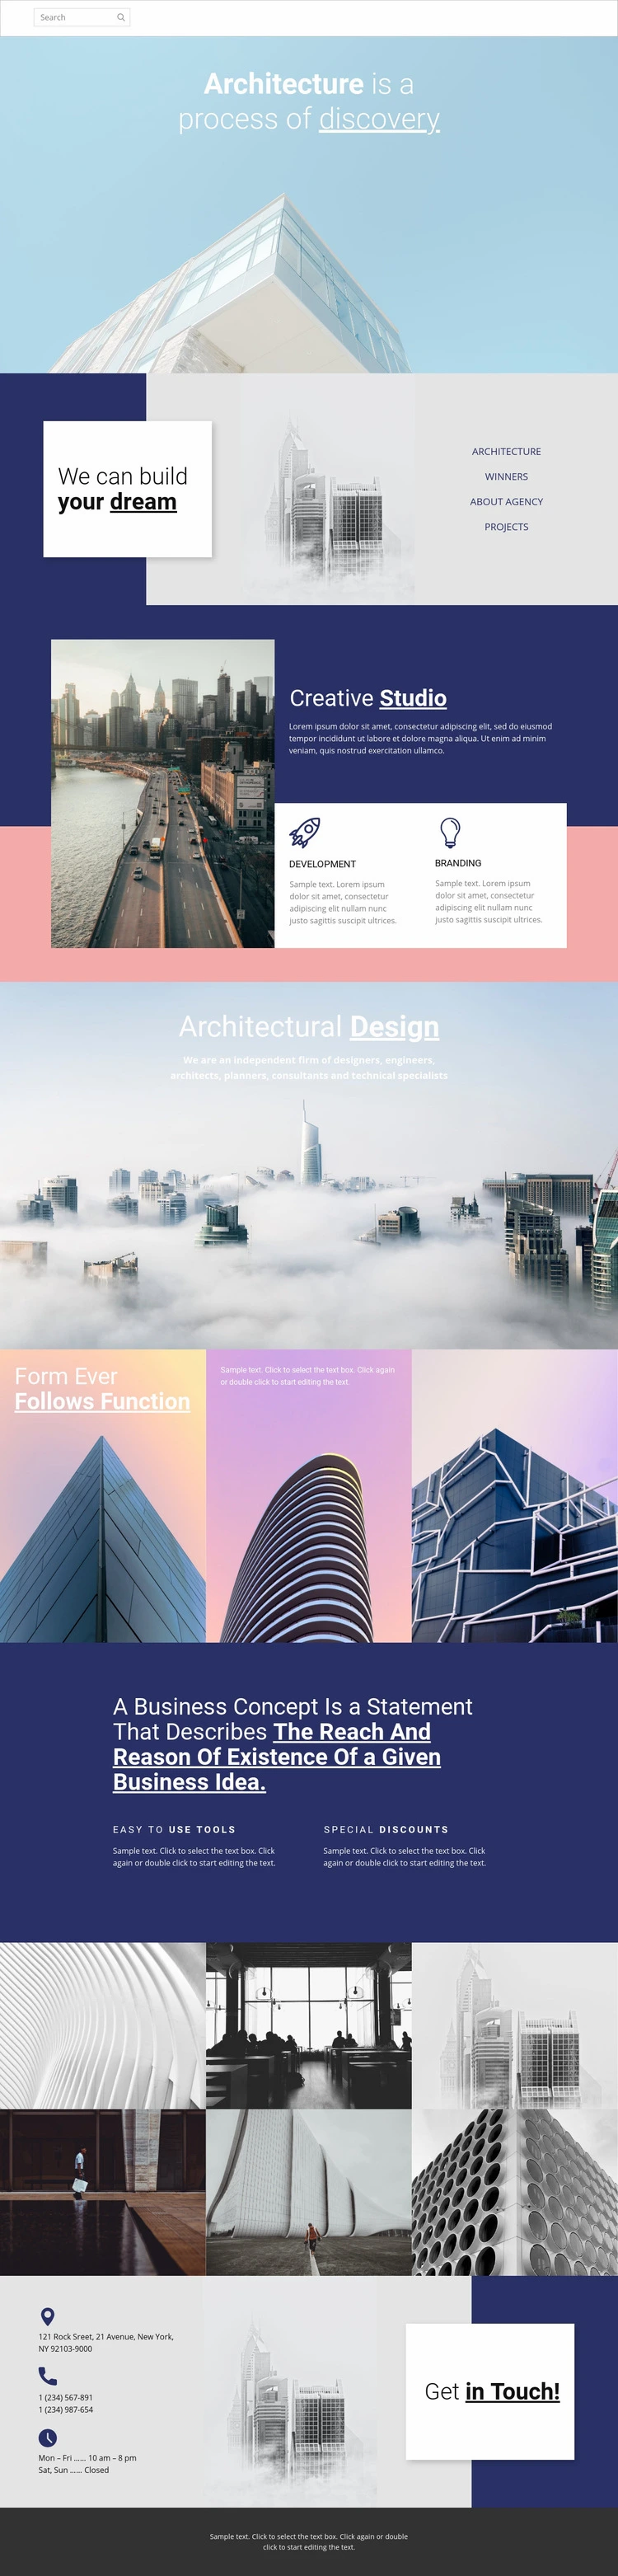 Search
Architecture is a
process of discovery
We can build
your dream
ARCHITECTURE
WINNERS
ABOUT AGENCY
PROJECTS
Creative Studio
Lorem ipsum dolor sit amet, consectetur adipiscing elit, sed do eiusmod
tempor incididunt ut labore et dolore magna aliqua. Ut enim ad minim
veniam, quis nostrud exercitation ullamco.
DEVELOPMENT
Sample text. Lorem ipsum
dolor sit amet, consectetur
adipiscing elit nullam nunc
justo sagittis suscipit ultrices.
BRANDING
Sample text. Lorem ipsum
dolor sit amet, consectetur
adipiscing elit nullam nunc
justo sagittis suscipit ultrices.
Architectural Design
We are an independent firm of designers, engineers,
architects, planners, consultants and technical specialists
Form Ever
Follows Function
Sample text. Click to select the text box. Click again
or double click to start editing the text.
A Business Concept Is a Statement
That Describes The Reach And
Reason Of Existence Of a Given
Business Idea.
EASY TO USE TOOLS
Sample text. Click to select the text box. Click
again or double click to start editing the text.
SPECIAL DISCOUNTS
Sample text. Click to select the text box. Click
again or double click to start editing the text.
121 Rock Sreet, 21 Avenue, New York,
NY 92103-9000
1 (234) 567-891
1 (234) 987-654
Mon – Fri ...... 10 am – 8 pm
Sat, Sun ...... Closed
Get in Touch!
Sample text. Click to select the text box. Click again or double
click to start editing the text.